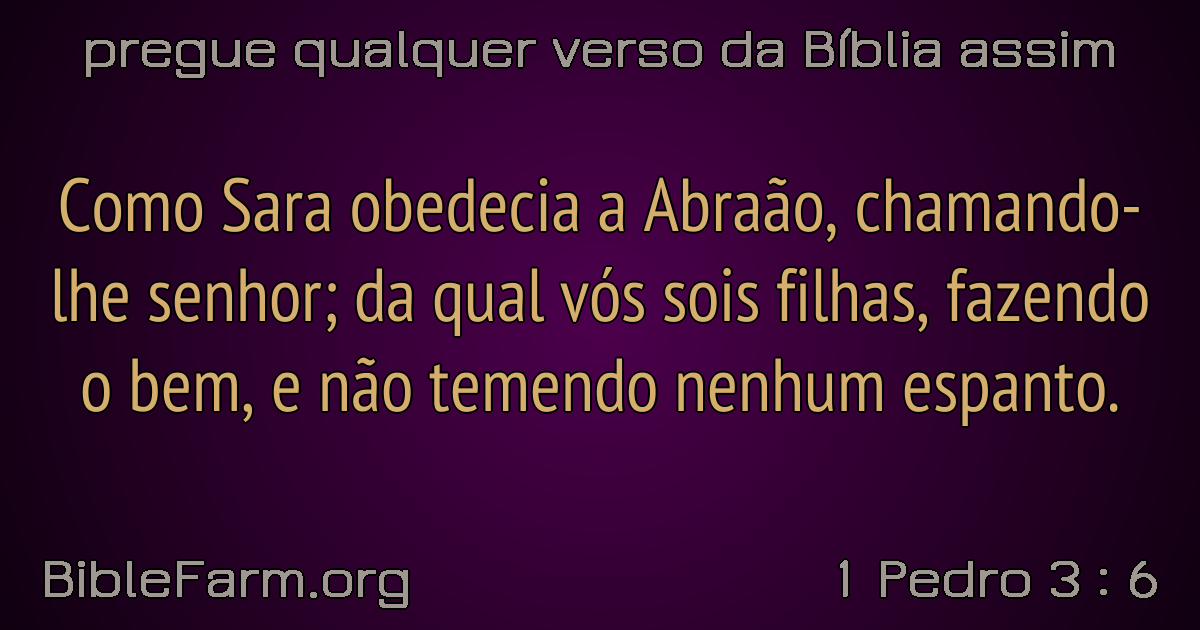 pregue qualquer verso da Bíblia assim
Como Sara obedecia a Abraão, chamando-
lhe senhor; da qual vós sois filhas, fazendo
o bem, e não temendo nenhum espanto.
BibleFarm.org
1 Pedro 3 : 6